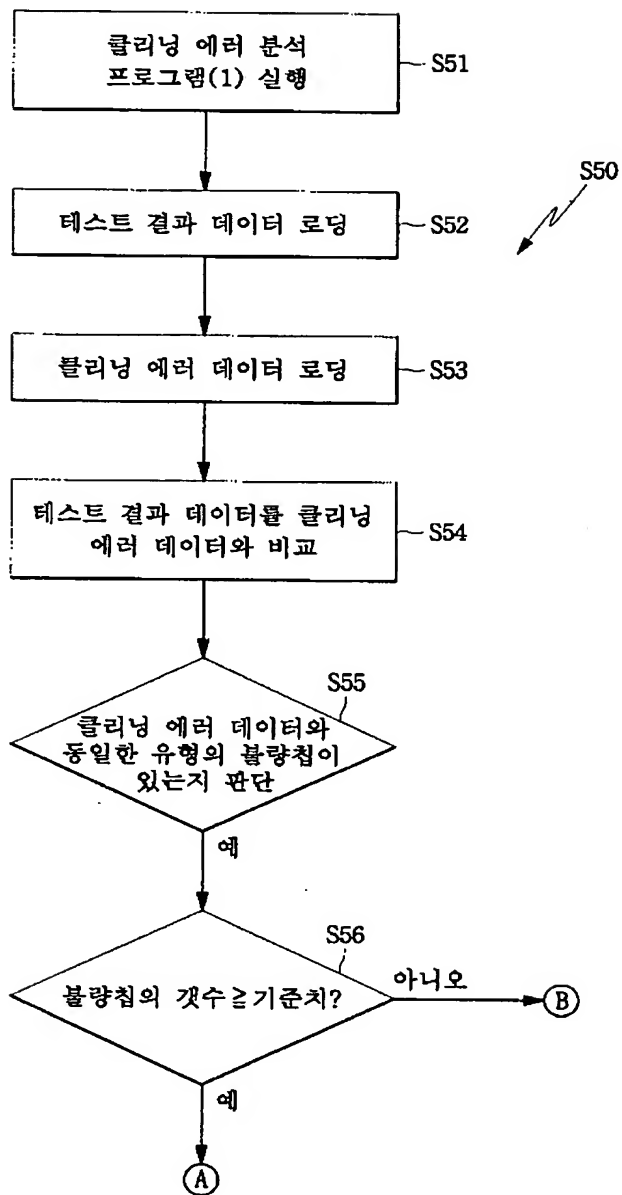 클리닝 에러 분석
프로그램(1) 실행
S51
S50
테스트 결과 데이터 로딩
S52
클리닝 에러 데이터 로딩
S53
테스트 결과 데이터를 클리닝
에러 데이터와 비교
S54
S55
클리닝 에러 데이터와
동일한 유형의 불량칩이
있는지 판단
예
S56
불량칩의 갯수≧기준치?
아니오
B
예
A